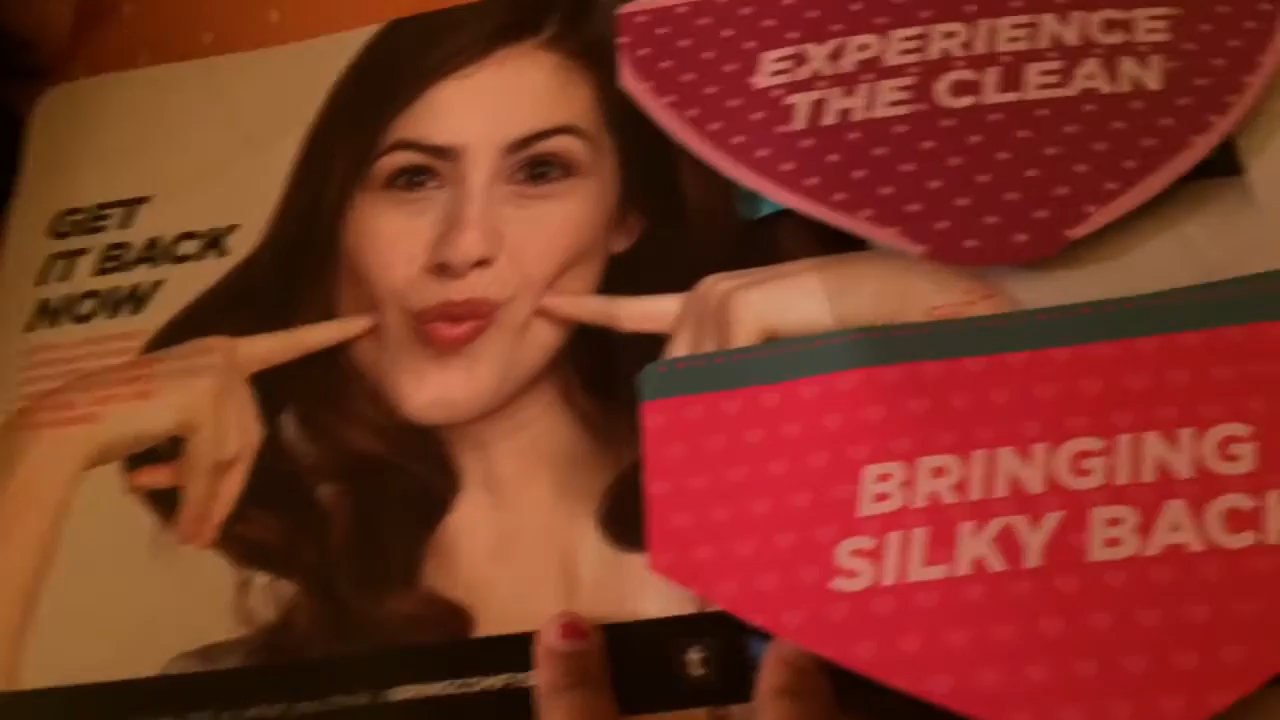 GET
IT BACK
NOW
EXPERIENCE
THE CLEAN
BRINGING
SILKY BACK
t